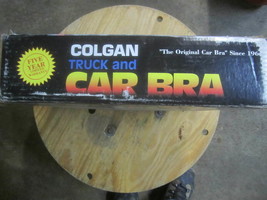 COLGAN
TRUCK and
CAR BRA
"The Original Car Bra" Since 196
FIVE
YEAR